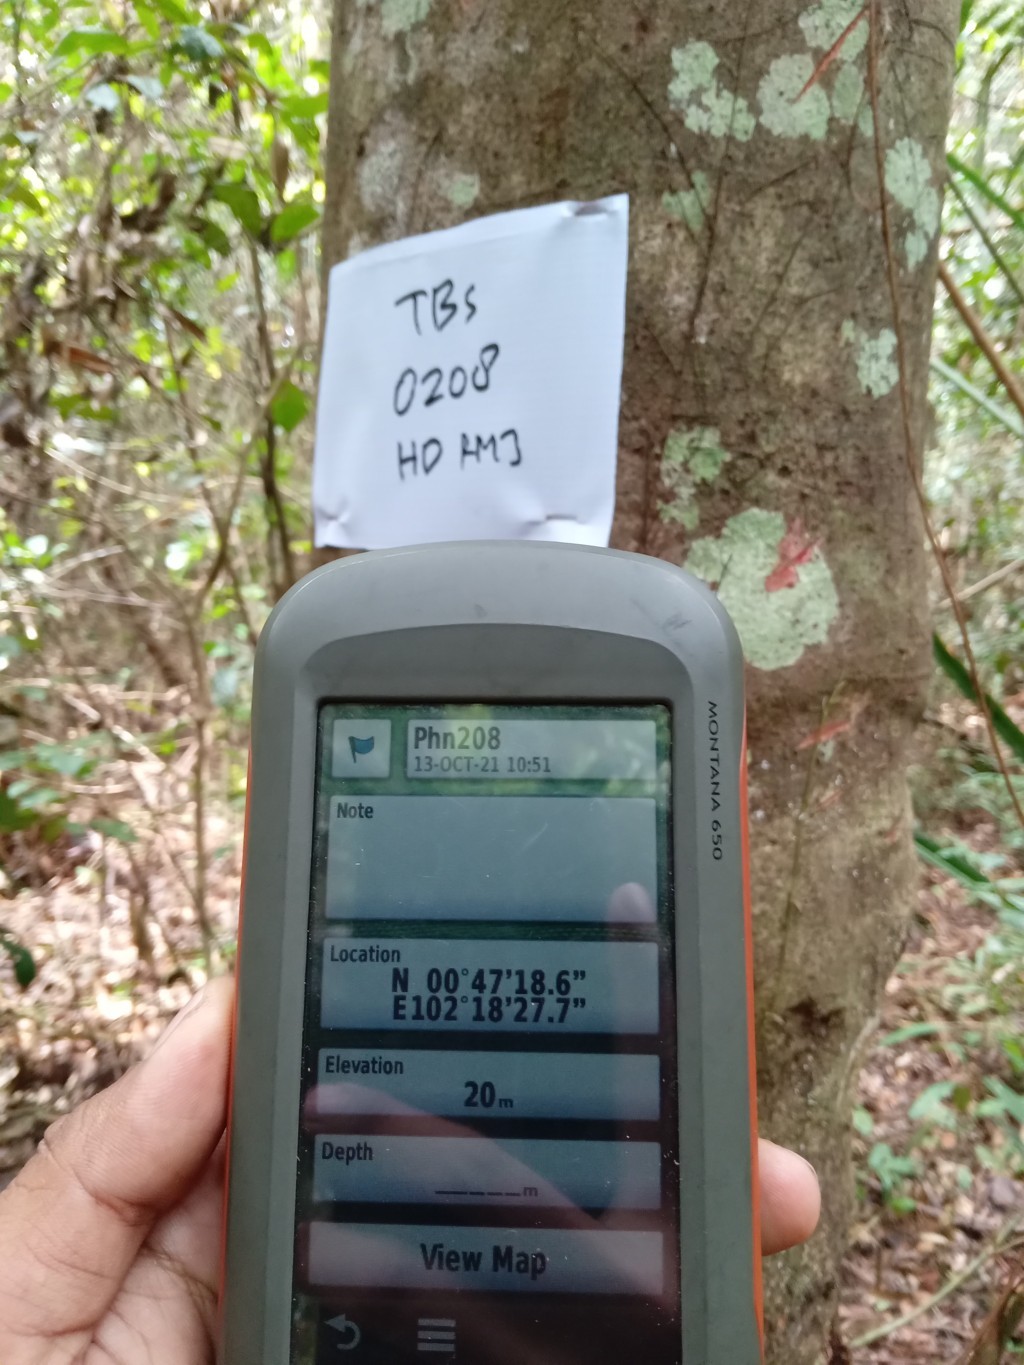 TBS
0208
HD AMJ
MONTANA 650
Phn208
13-OCT-21 10:51
Note
Location
N 00°47'18.6"
E102°18'27.7"
Elevation
20m
Depth
____m
View Map